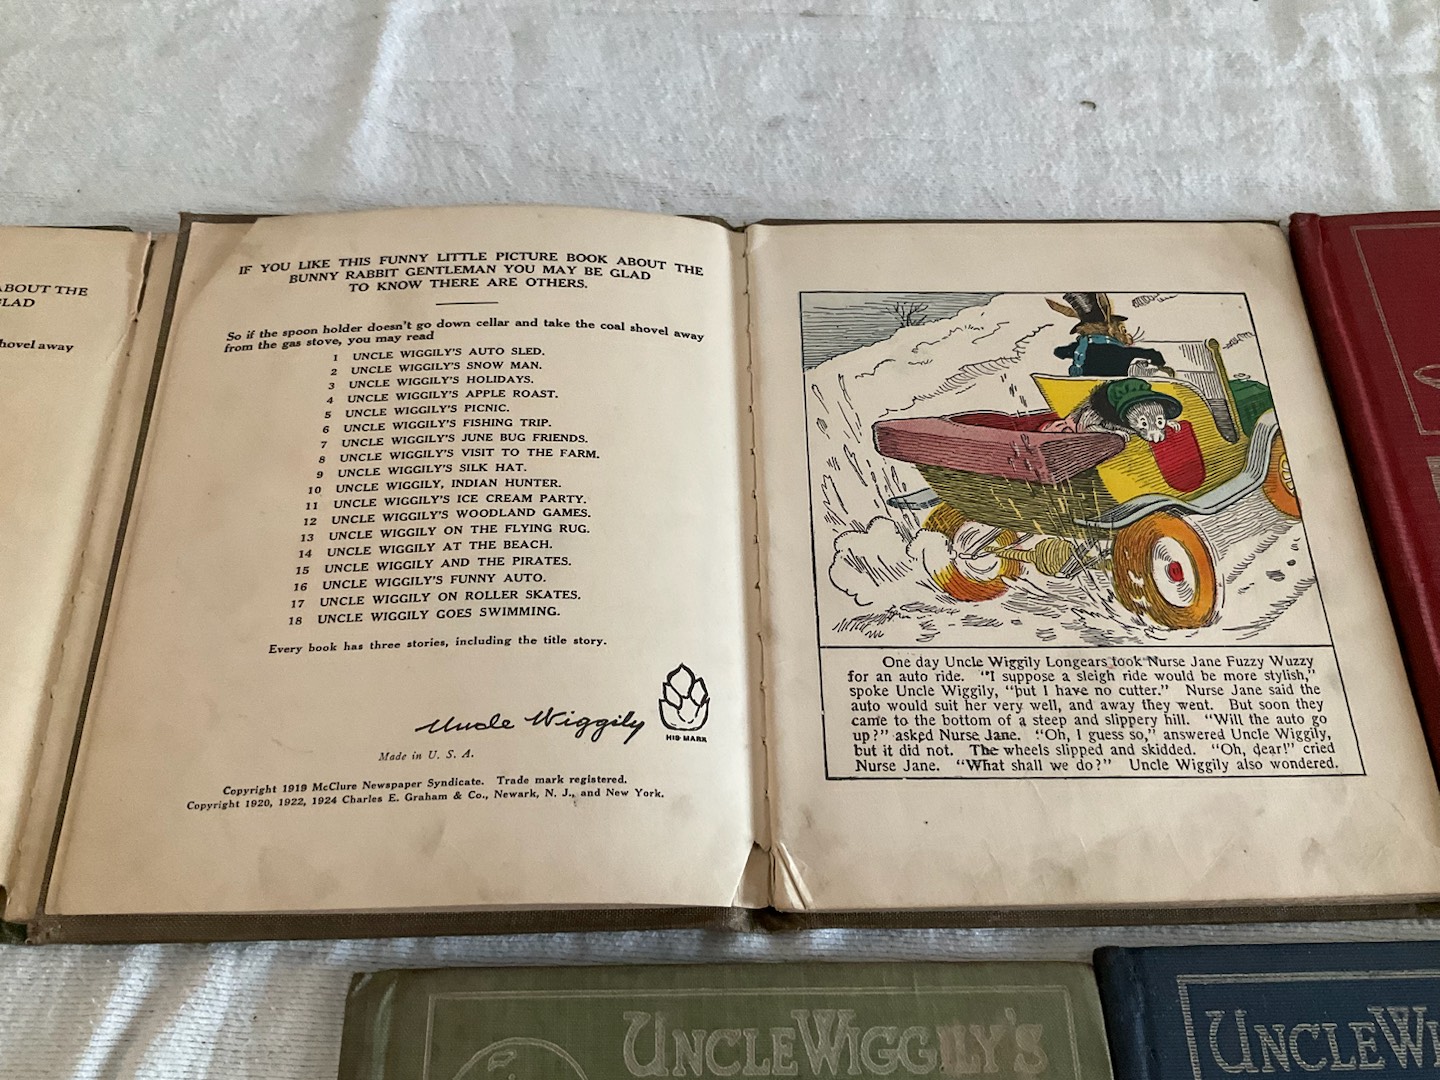 ABOUT THE
GLAD
shovel away
IF YOU LIKE THIS FUNNY LITTLE PICTURE BOOK ABOUT THE
BUNNY RABBIT GENTLEMAN YOU MAY BE GLAD
TO KNOW THERE ARE OTHERS.
So if the spoon holder doesn't go down cellar and take the coal shovel away
from the gas stove, you may read
1 UNCLE WIGGILY'S AUTO SLED.
2 UNCLE WIGGILY'S SNOW MAN.
3 UNCLE WIGGILY'S HOLIDAYS.
4 UNCLE WIGGILY'S APPLE ROAST.
5 UNCLE WIGGILY'S PICNIC.
6 UNCLE WIGGILY'S FISHING TRIP.
7 UNCLE WIGGILY'S JUNE BUG FRIENDS.
8 UNCLE WIGGILY'S VISIT TO THE FARM.
9 UNCLE WIGGILY'S SILK HAT.
10 UNCLE WIGGILY, INDIAN HUNTER.
11 UNCLE WIGGILY'S ICE CREAM PARTY.
12 UNCLE WIGGILY'S WOODLAND GAMES.
13 UNCLE WIGGILY ON THE FLYING RUG.
14 UNCLE WIGGILY AT THE BEACH.
15 UNCLE WIGGILY AND THE PIRATES.
16 UNCLE WIGGILY'S FUNNY AUTO.
17 UNCLE WIGGILY ON ROLLER SKATES.
18 UNCLE WIGGILY GOES SWIMMING.
Every book has three stories, including the title story.
Uncle Wiggily
HIS MARK
Made in U. S. A.
Copyright 1919 McClure Newspaper Syndicate. Trade mark registered.
Copyright 1920, 1922, 1924 Charles E. Graham & Co., Newark, N. J., and New York.
One day Uncle Wiggily Longears took Nurse Jane Fuzzy Wuzzy
for an auto ride. "I suppose a sleigh ride would be more stylish,"
spoke Uncle Wiggily, "but I have no cutter." Nurse Jane said the
auto would suit her very well, and away they went. But soon they
came to the bottom of a steep and slippery hill. "Will the auto go
up?" asked Nurse Jane. "Oh, I guess so," answered Uncle Wiggily,
but it did not. The wheels slipped and skidded. "Oh, dear!" cried
Nurse Jane. "What shall we do?" Uncle Wiggily also wondered.
UNCLE WIGGILY'S
UNCLE WI